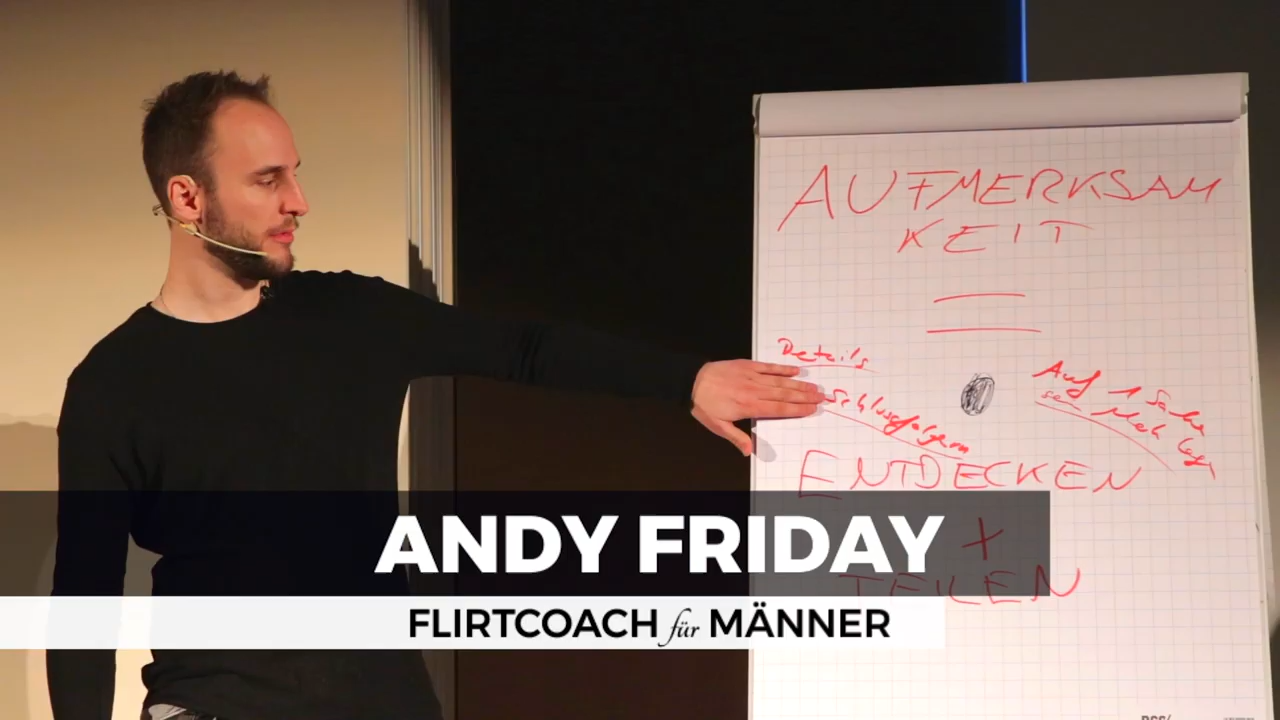 AUFMERKSAM
KEIT
Details
Schlussfolgern
Auf 1 Sache
ENTDECKEN
+
TEILEN
ANDY FRIDAY
FLIRTCOACH für MÄNNER